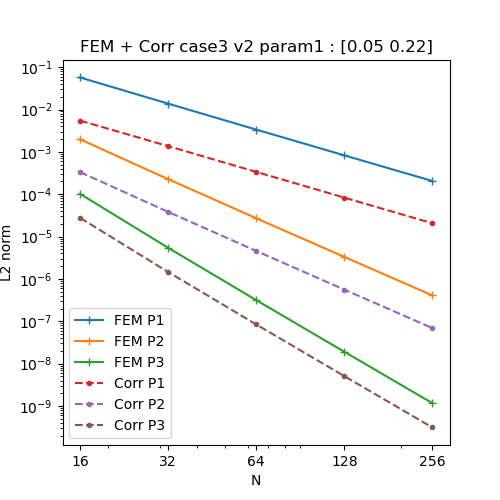 FEM + Corr case3 v2 param1 : [0.05 0.22]
10⁻¹
10⁻²
10⁻³
10⁻⁴
10⁻⁵
10⁻⁶
10⁻⁷
10⁻⁸
10⁻⁹
L2 norm
FEM P1
FEM P2
FEM P3
Corr P1
Corr P2
Corr P3
16 32 64 128 256
N